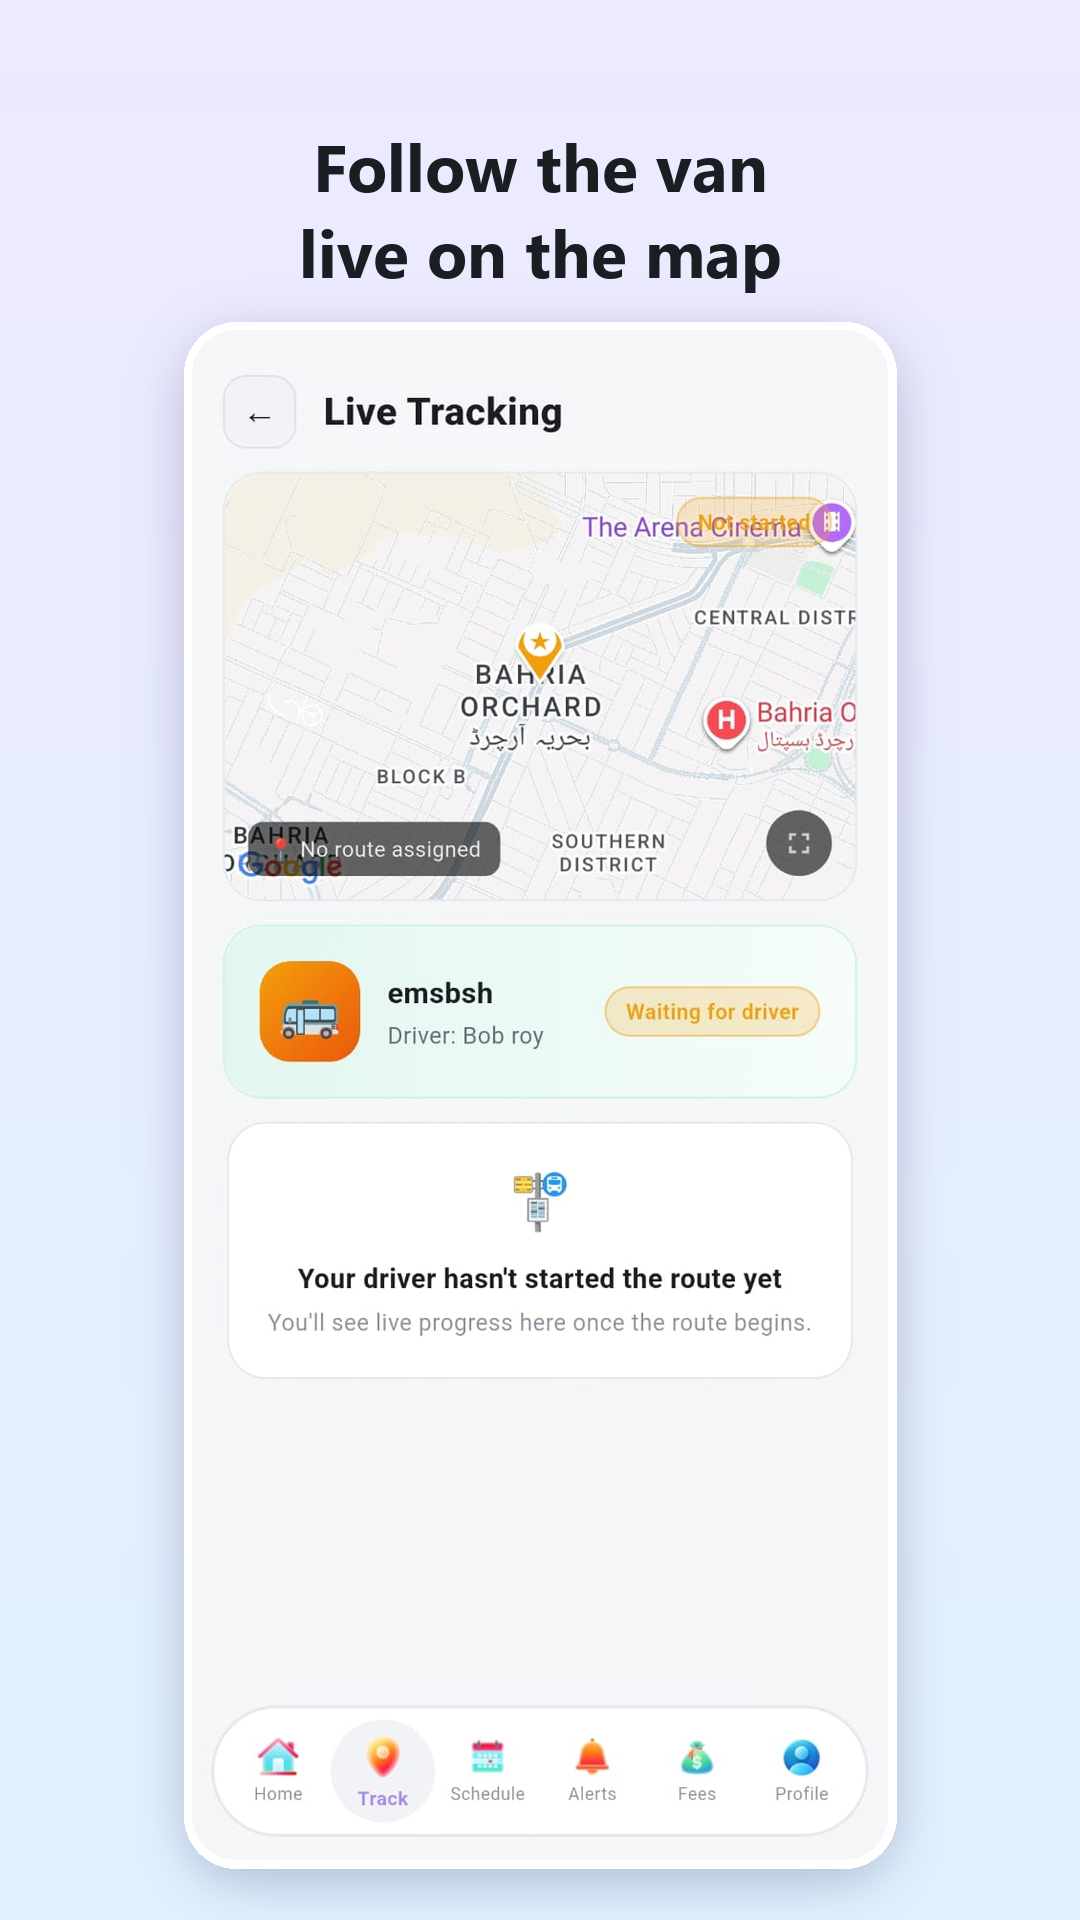 Follow the van
live on the map
←
Live Tracking
The Arena Cinema
Not started
CENTRAL DISTR
BAHRIA
ORCHARD
بحریہ آرچرڈ
H
Bahria O
رچرڈ ہسپتال
BLOCK B
BAHRIA
No route assigned
Google
SOUTHERN
DISTRICT
emsbsh
Driver: Bob roy
Waiting for driver
Your driver hasn't started the route yet
You'll see live progress here once the route begins.
Home
Track
Schedule
Alerts
Fees
Profile